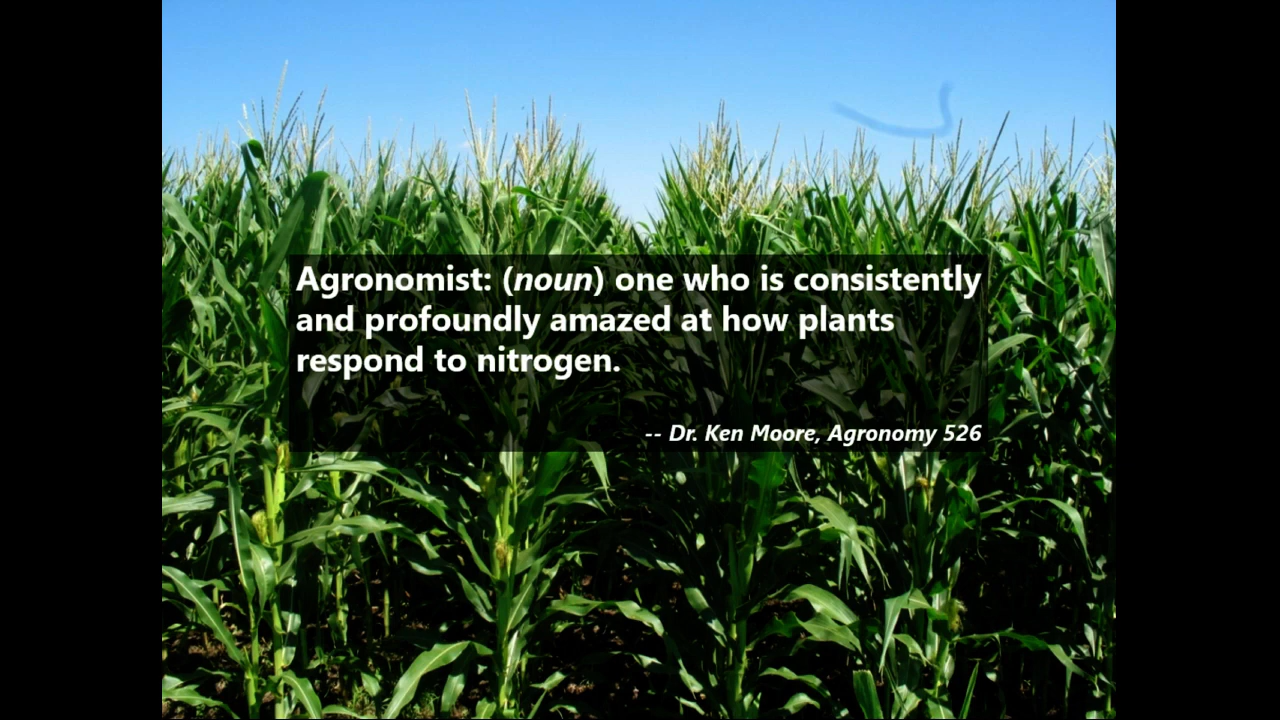 Agronomist: (noun) one who is consistently
and profoundly amazed at how plants
respond to nitrogen.
-- Dr. Ken Moore, Agronomy 526